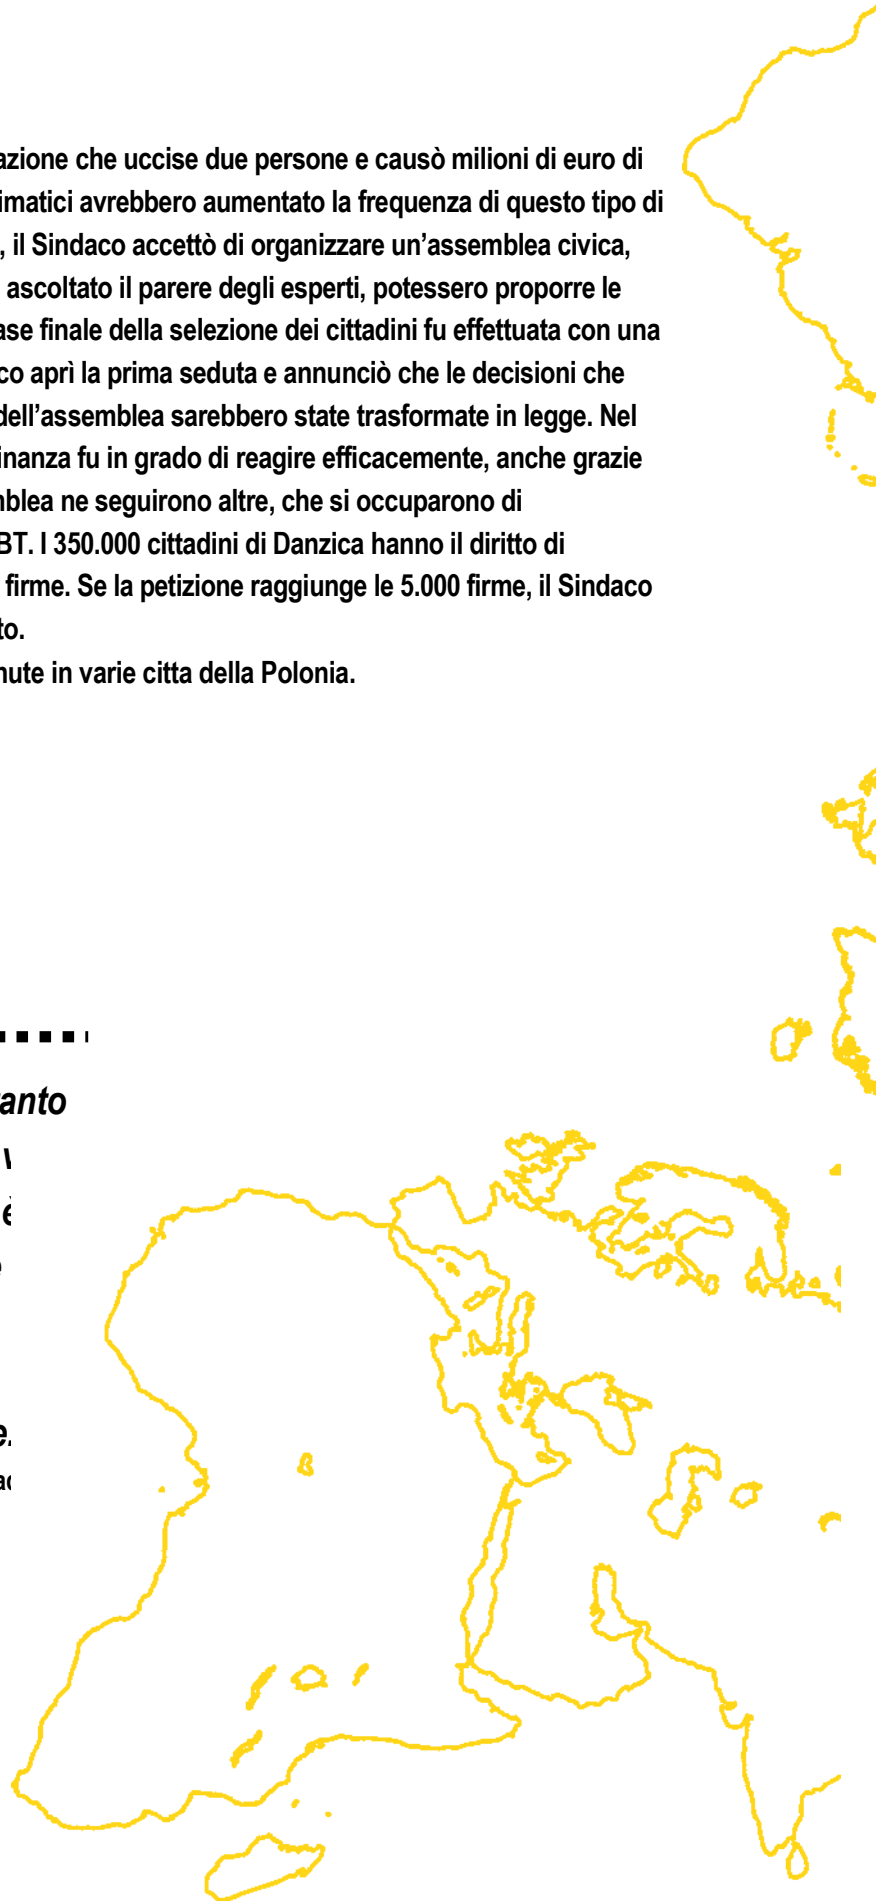 azione che uccise due persone e causò milioni di euro di
imatici avrebbero aumentato la frequenza di questo tipo di
, il Sindaco accettò di organizzare un’assemblea civica,
ascoltato il parere degli esperti, potessero proporre le
ase finale della selezione dei cittadini fu effettuata con una
co aprì la prima seduta e annunciò che le decisioni che
dell’assemblea sarebbero state trasformate in legge. Nel
inanza fu in grado di reagire efficacemente, anche grazie
nblea ne seguirono altre, che si occuparono di
BT. I 350.000 cittadini di Danzica hanno il diritto di
firme. Se la petizione raggiunge le 5.000 firme, il Sindaco
to.
nute in varie citta della Polonia.
anto
è
e.